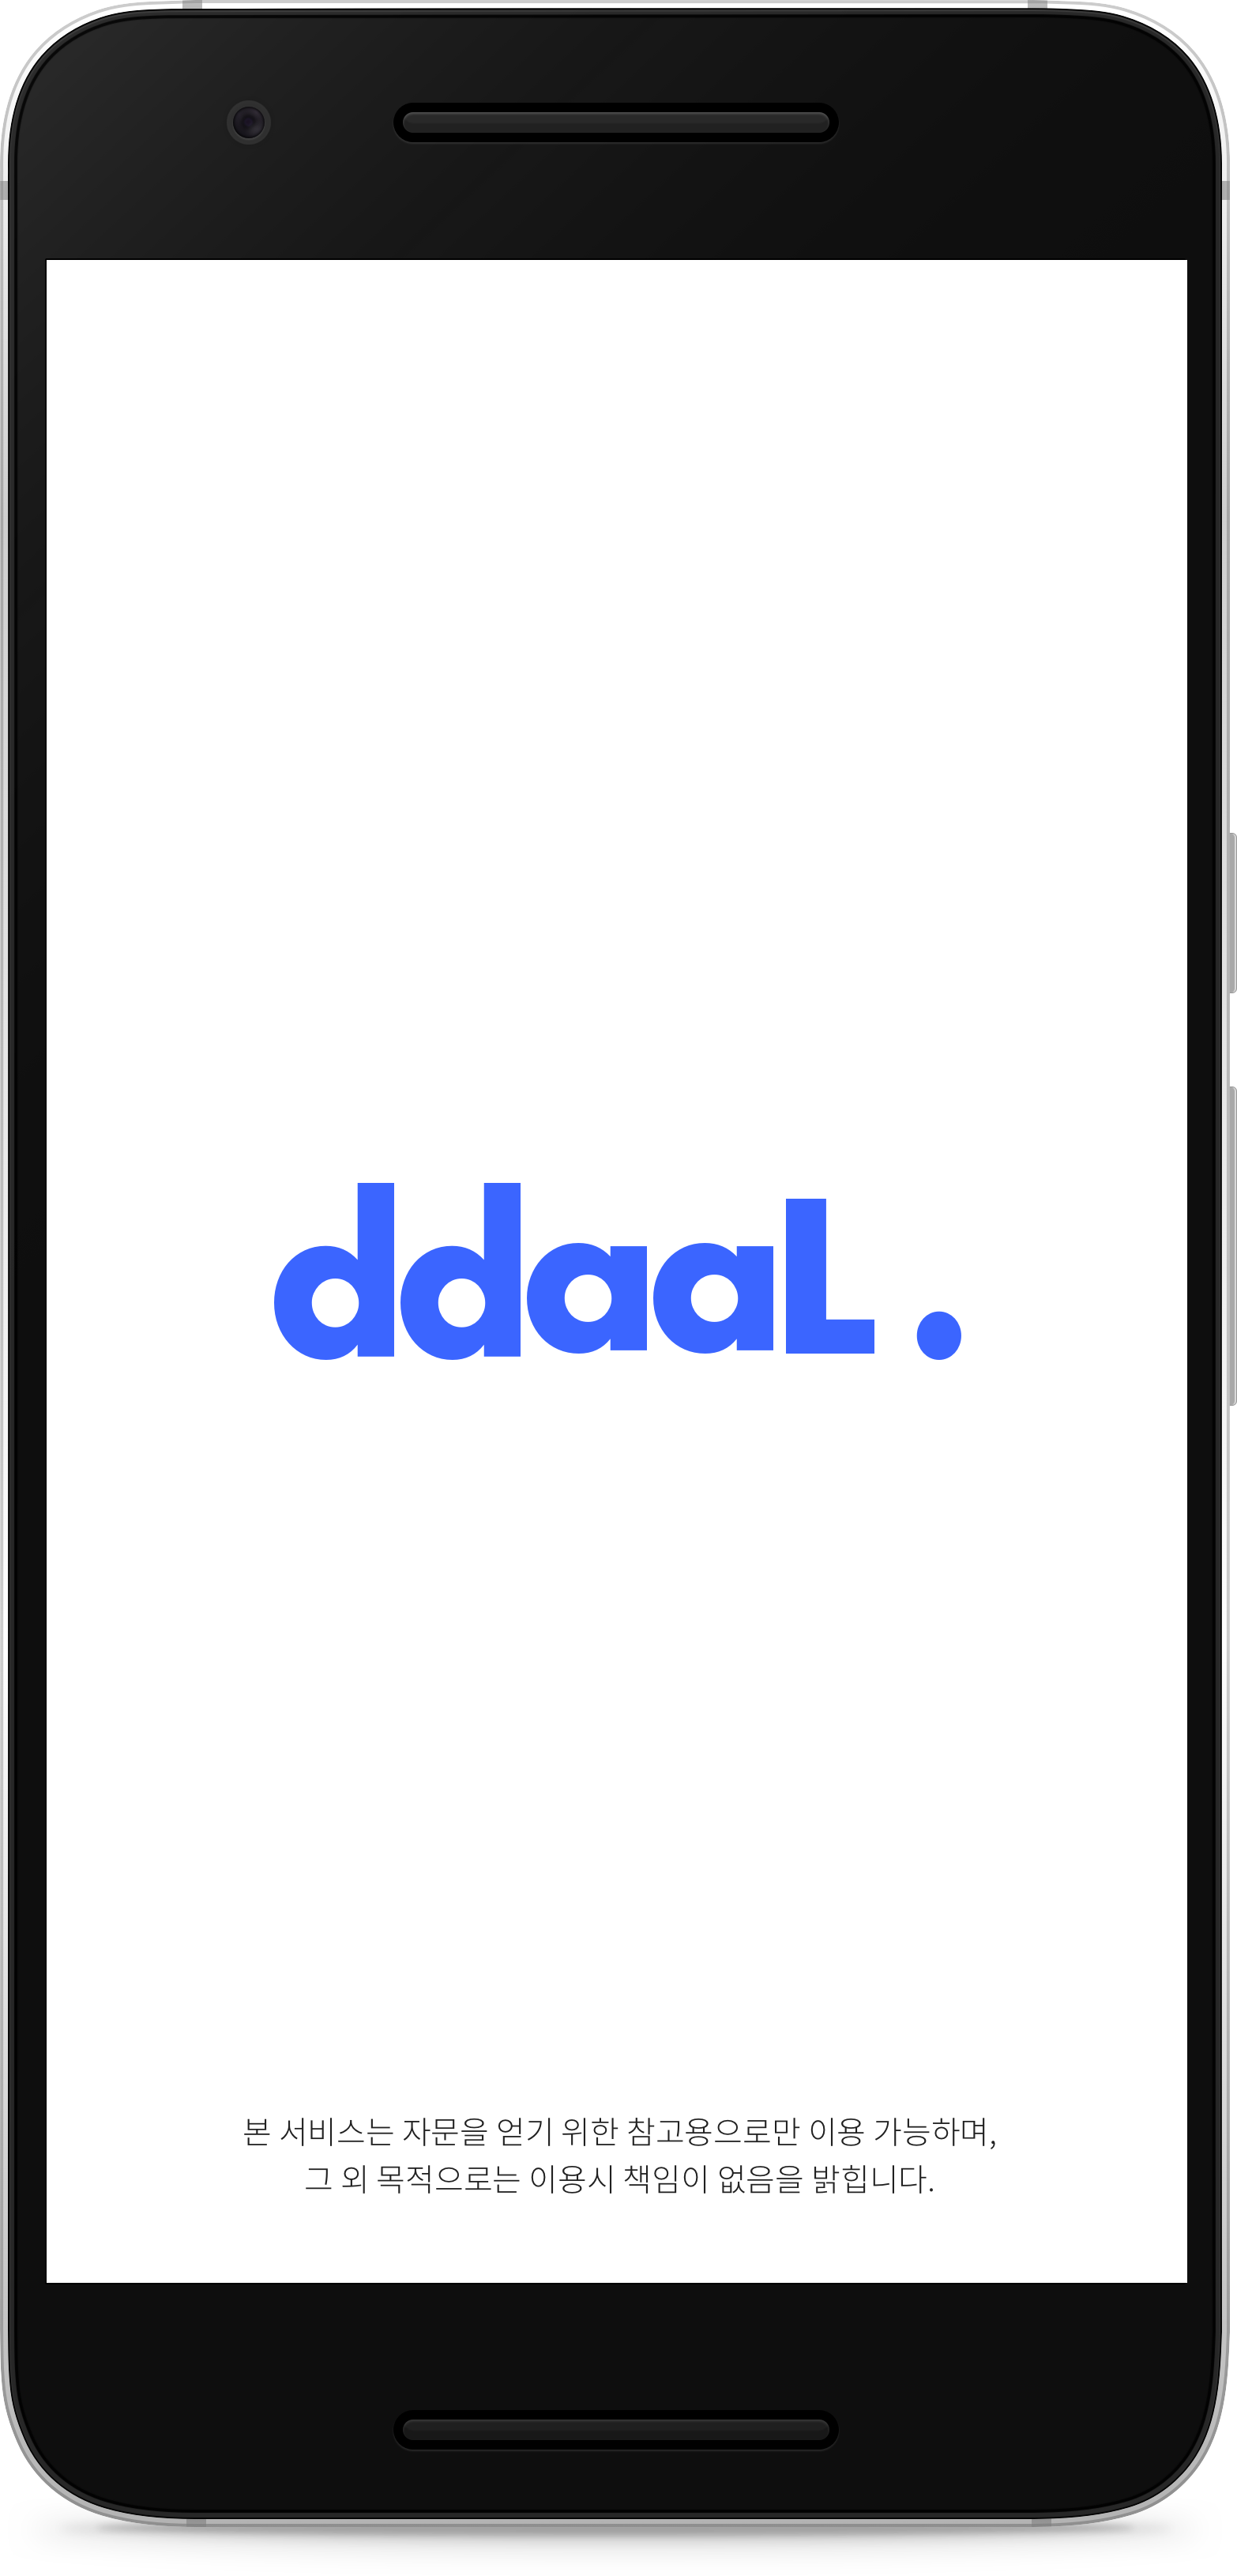 ddaaL .
본 서비스는 자문을 얻기 위한 참고용으로만 이용 가능하며,
그 외 목적으로는 이용시 책임이 없음을 밝힙니다.